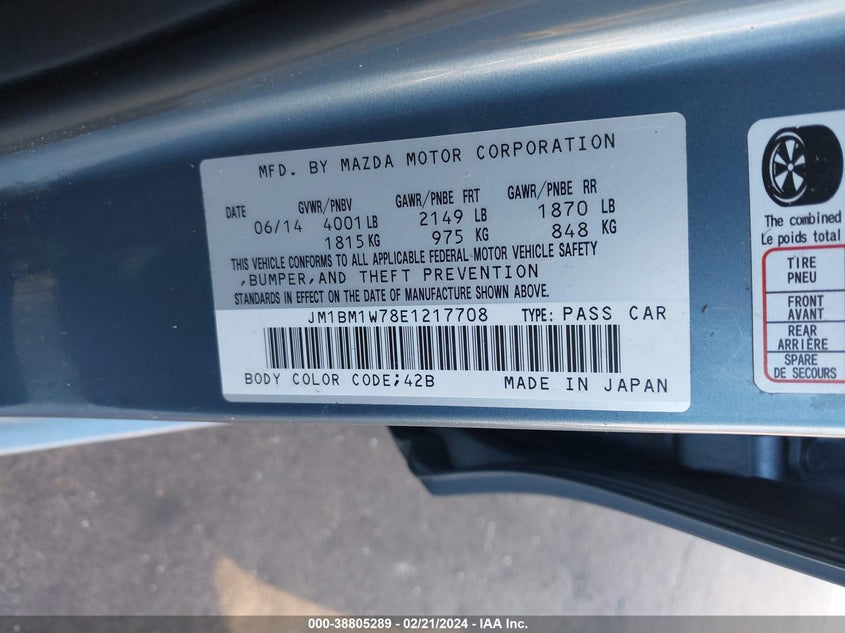 MFD. BY MAZDA MOTOR CORPORATION
DATE GVWR/PNBV GAWR/PNBE FRT GAWR/PNBE RR
06/14 4001 LB 2149 LB 1870 LB
1815 KG 975 KG 848 KG
THIS VEHICLE CONFORMS TO ALL APPLICABLE FEDERAL MOTOR VEHICLE SAFETY
,BUMPER,AND THEFT PREVENTION
STANDARDS IN EFFECT ON THE DATE OF MANUFACTURE SHOWN ABOVE.
JM1BM1W78E1217708 TYPE: PASS CAR
BODY COLOR CODE;42B MADE IN JAPAN
The combined
Le poids total
TIRE
PNEU
FRONT
AVANT
REAR
ARRIÈRE
SPARE
DE SECOURS
000-38805289 - 02/21/2024 - IAA Inc.